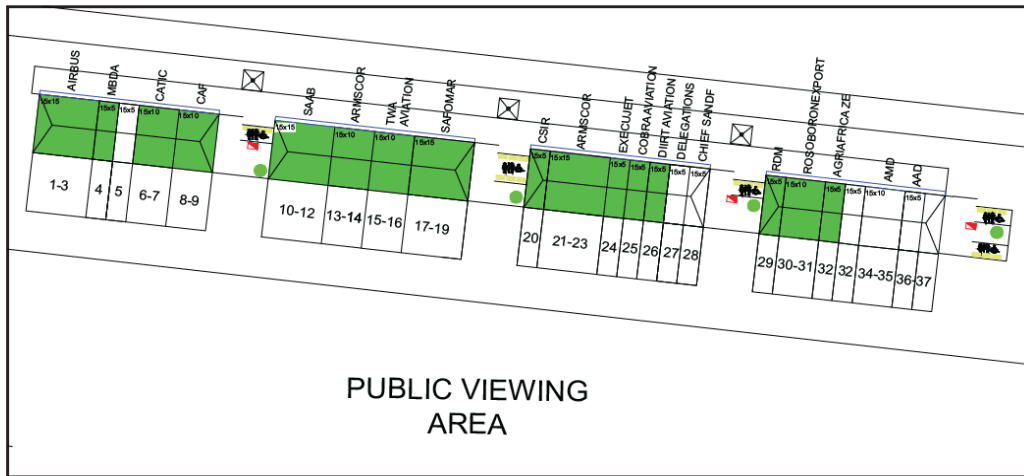 AIRBUS
MBDA
CATIC
CAF
SAAB
ARMSCOR
TWA
AVIATION
SAFOMAR
CSIR
ARMSCOR
EXECUJET
COBRA AVIATION
DIIRT AVIATION
DELEGATIONS
CHIEF SANDF
RDM
ROSOBORONEXPORT
AGRIAFRICA ZE
AMD
AAD
15x15
15x5
15x5
15x10
15x10
15x15
15x10
15x10
15x15
15x5
15x15
15x5
15x5
15x5
15x5
15x5
15x5
15x10
15x5
15x5
15x10
15x5
1-3
4
5
6-7
8-9
10-12
13-14
15-16
17-19
20
21-23
24
25
26
27
28
29
30-31
32
32
34-35
36-37
PUBLIC VIEWING
AREA